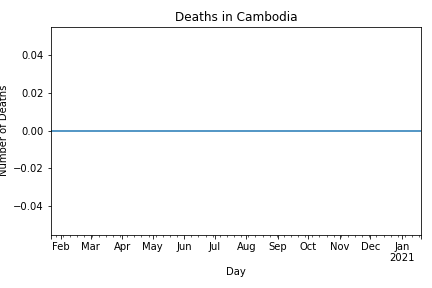 Deaths in Cambodia
0.04
0.02
0.00
−0.02
−0.04
Number of Deaths
Feb Mar Apr May Jun Jul Aug Sep Oct Nov Dec Jan
2021
Day